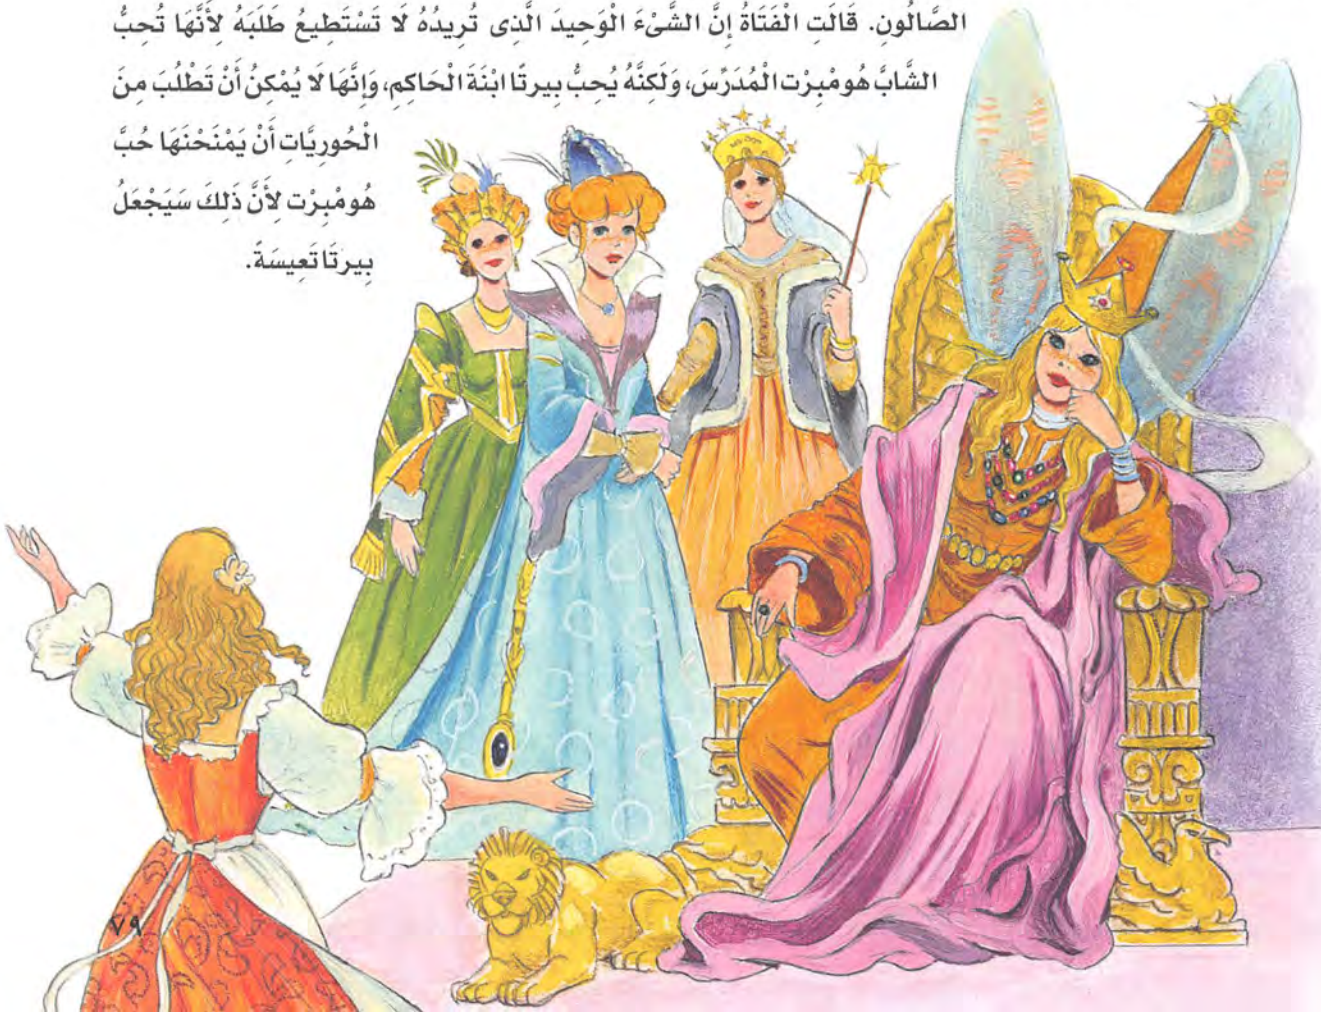 الصَّالُونِ. قَالَتِ الْفَتَاةُ إِنَّ الشَّىْءَ الْوَحِيدَ الَّذِى تُرِيدُهُ لَا تَسْتَطِيعُ طَلَبَهُ لِأَنَّهَا تُحِبُّ
الشَّابَّ هُومْبِرْت الْمُدَرِّسَ، وَلَكِنَّهُ يُحِبُّ بِيرتَا ابْنَةَ الْحَاكِمِ، وَإِنَّهَا لَا يُمْكِنُ أَنْ تَطْلُبَ مِنَ
الْحُورِيَّاتِ أَنْ يَمْنَحْنَهَا حُبَّ
هُومْبِرْت لِأَنَّ ذَلِكَ سَيَجْعَلُ
بِيرتَا تَعِيسَةً.
٧٩